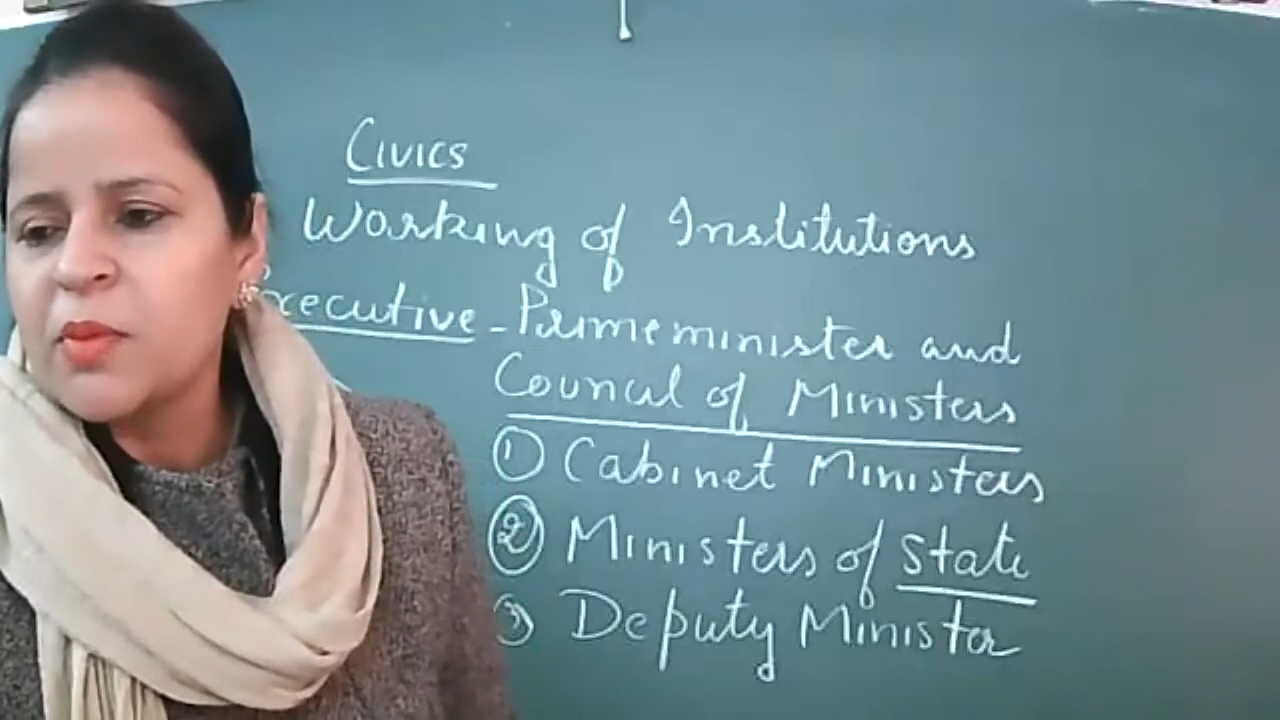 Civics
Working of Institutions
Executive - Primeminister and
Council of Ministers
① Cabinet Ministers
② Ministers of State
③ Deputy Minister